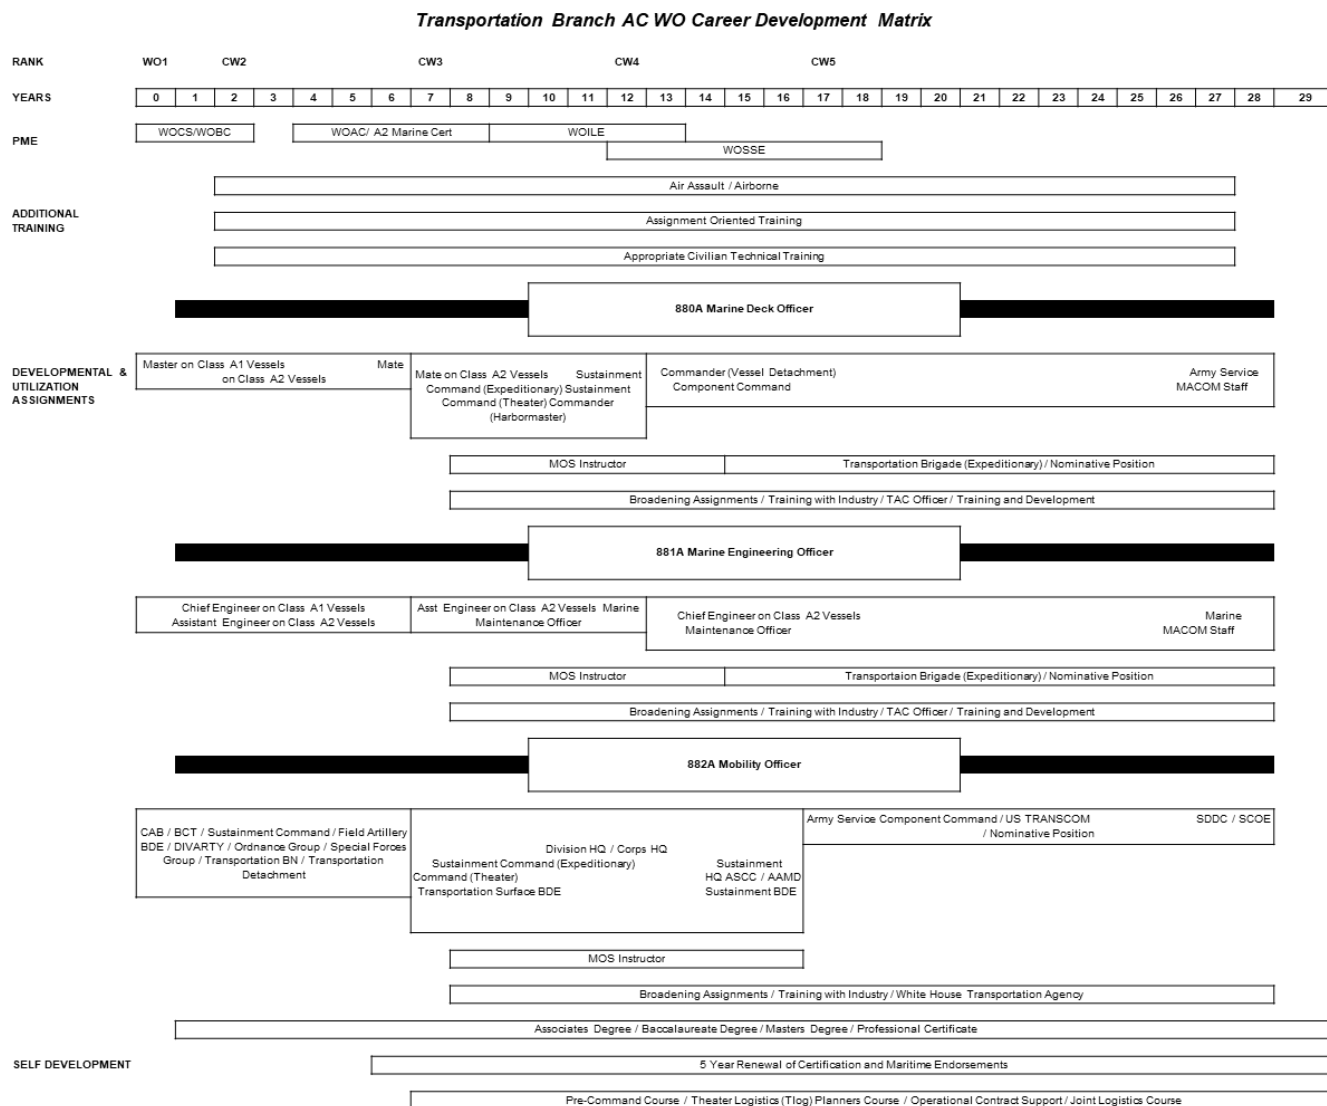 Transportation Branch AC WO Career Development Matrix
RANK WO1 CW2 CW3 CW4 CW5
YEARS 0 1 2 3 4 5 6 7 8 9 10 11 12 13 14 15 16 17 18 19 20 21 22 23 24 25 26 27 28 29
PME
WOCS/WOBC WOAC/ A2 Marine Cert WOILE
WOSSE
Air Assault / Airborne
ADDITIONAL
TRAINING
Assignment Oriented Training
Appropriate Civilian Technical Training
880A Marine Deck Officer
DEVELOPMENTAL &
UTILIZATION
ASSIGNMENTS
Master on Class A1 Vessels Mate
on Class A2 Vessels
Mate on Class A2 Vessels Sustainment
Command (Expeditionary) Sustainment
Command (Theater) Commander
(Harbormaster)
Commander (Vessel Detachment) Army Service
Component Command MACOM Staff
MOS Instructor Transportation Brigade (Expeditionary) / Nominative Position
Broadening Assignments / Training with Industry / TAC Officer / Training and Development
881A Marine Engineering Officer
Chief Engineer on Class A1 Vessels
Assistant Engineer on Class A2 Vessels
Asst Engineer on Class A2 Vessels Marine
Maintenance Officer
Chief Engineer on Class A2 Vessels Marine
Maintenance Officer MACOM Staff
MOS Instructor Transportaion Brigade (Expeditionary) / Nominative Position
Broadening Assignments / Training with Industry / TAC Officer / Training and Development
882A Mobility Officer
CAB / BCT / Sustainment Command / Field Artillery
BDE / DIVARTY / Ordnance Group / Special Forces
Group / Transportation BN / Transportation
Detachment
Division HQ / Corps HQ
Sustainment Command (Expeditionary) Sustainment
Command (Theater) HQ ASCC / AAMD
Transportation Surface BDE Sustainment BDE
Army Service Component Command / US TRANSCOM SDDC / SCOE
/ Nominative Position
MOS Instructor
Broadening Assignments / Training with Industry / White House Transportation Agency
Associates Degree / Baccalaureate Degree / Masters Degree / Professional Certificate
SELF DEVELOPMENT
5 Year Renewal of Certification and Maritime Endorsements
Pre-Command Course / Theater Logistics (Tlog) Planners Course / Operational Contract Support / Joint Logistics Course